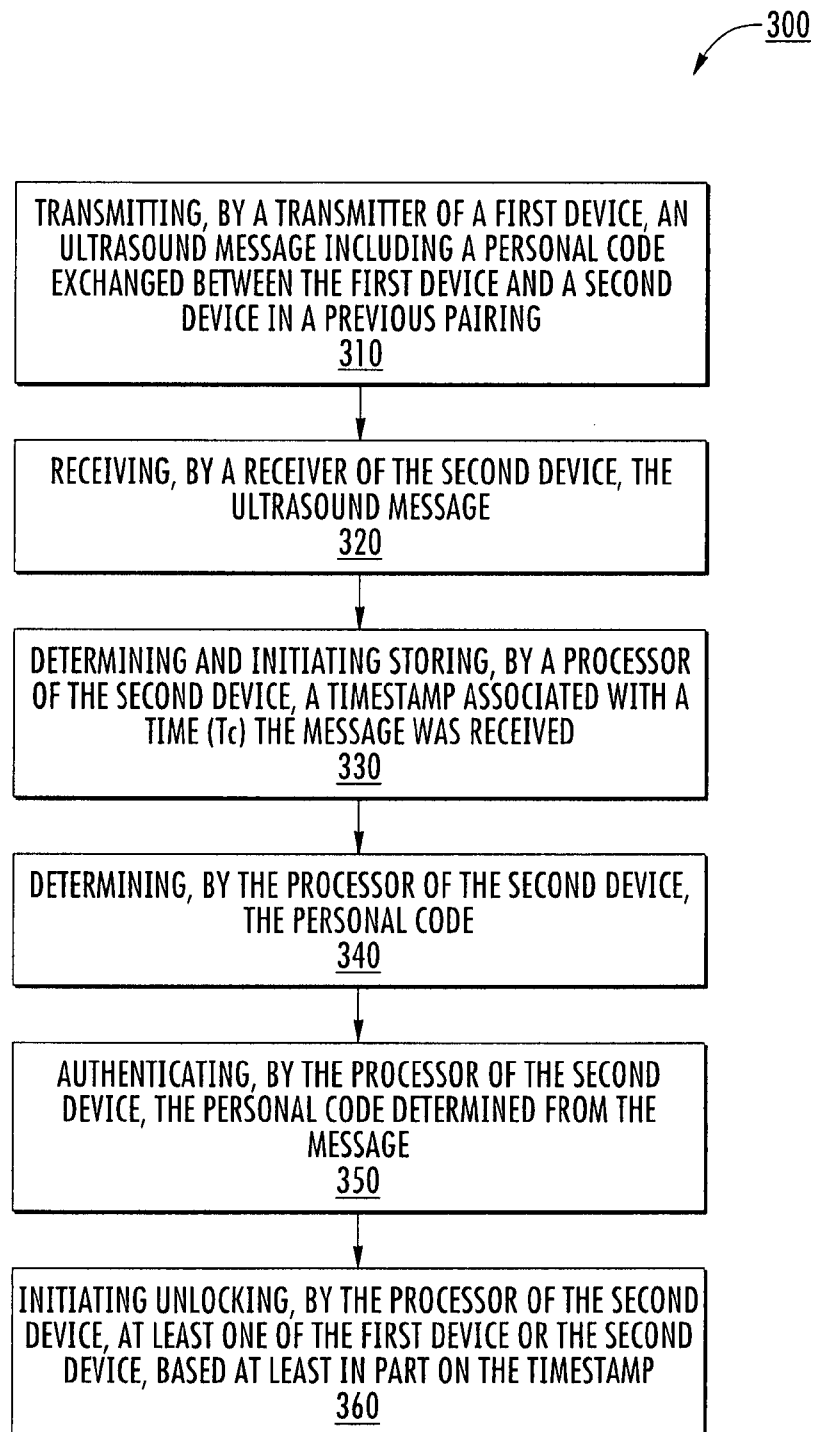 300
TRANSMITTING, BY A TRANSMITTER OF A FIRST DEVICE, AN
ULTRASOUND MESSAGE INCLUDING A PERSONAL CODE
EXCHANGED BETWEEN THE FIRST DEVICE AND A SECOND
DEVICE IN A PREVIOUS PAIRING
310
RECEIVING, BY A RECEIVER OF THE SECOND DEVICE, THE
ULTRASOUND MESSAGE
320
DETERMINING AND INITIATING STORING, BY A PROCESSOR
OF THE SECOND DEVICE, A TIMESTAMP ASSOCIATED WITH A
TIME (Tc) THE MESSAGE WAS RECEIVED
330
DETERMINING, BY THE PROCESSOR OF THE SECOND DEVICE,
THE PERSONAL CODE
340
AUTHENTICATING, BY THE PROCESSOR OF THE SECOND
DEVICE, THE PERSONAL CODE DETERMINED FROM THE
MESSAGE
350
INITIATING UNLOCKING, BY THE PROCESSOR OF THE SECOND
DEVICE, AT LEAST ONE OF THE FIRST DEVICE OR THE SECOND
DEVICE, BASED AT LEAST IN PART ON THE TIMESTAMP
360